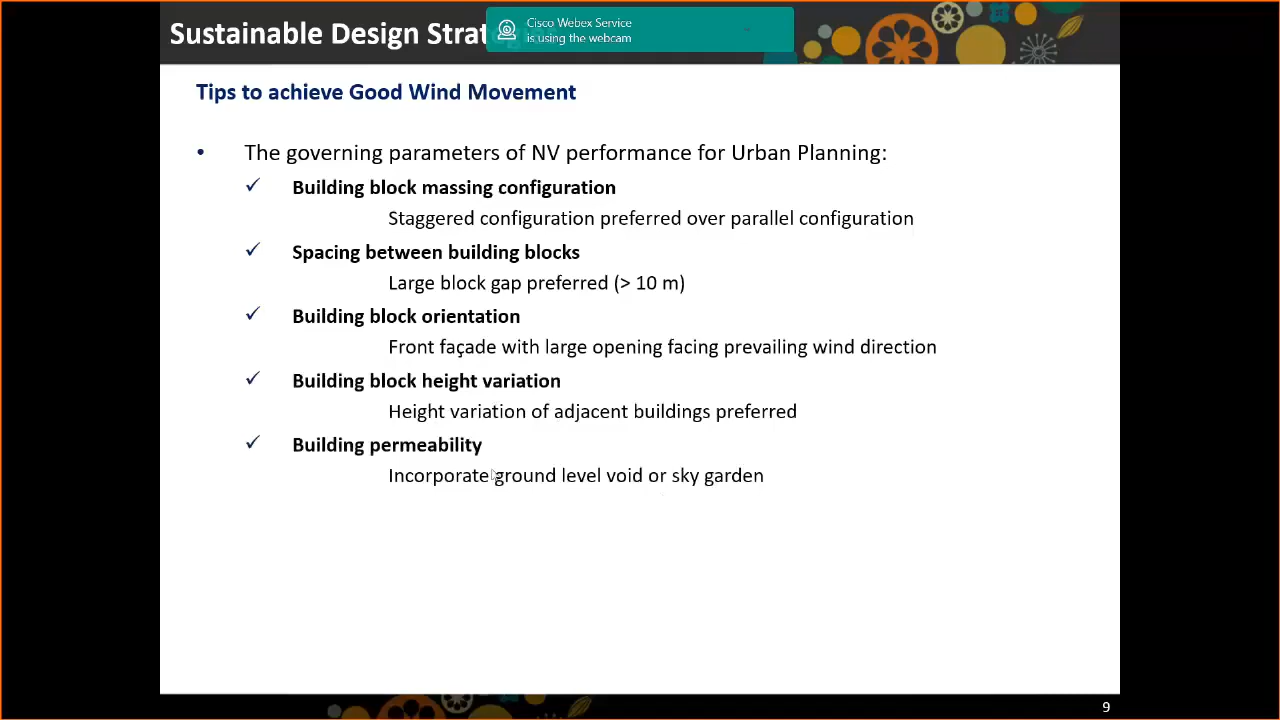 Sustainable Design Strat
Cisco Webex Service
is using the webcam
Tips to achieve Good Wind Movement
• The governing parameters of NV performance for Urban Planning:
✓ Building block massing configuration
Staggered configuration preferred over parallel configuration
✓ Spacing between building blocks
Large block gap preferred (> 10 m)
✓ Building block orientation
Front façade with large opening facing prevailing wind direction
✓ Building block height variation
Height variation of adjacent buildings preferred
✓ Building permeability
Incorporate ground level void or sky garden
9